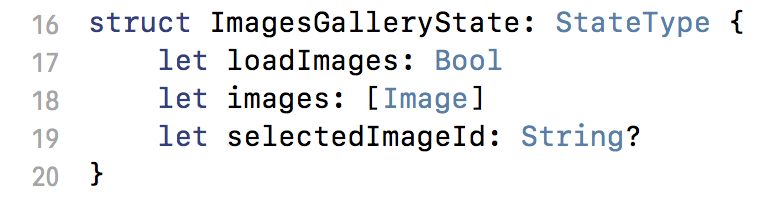 16 struct ImagesGalleryState: StateType {
17     let loadImages: Bool
18     let images: [Image]
19     let selectedImageId: String?
20 }